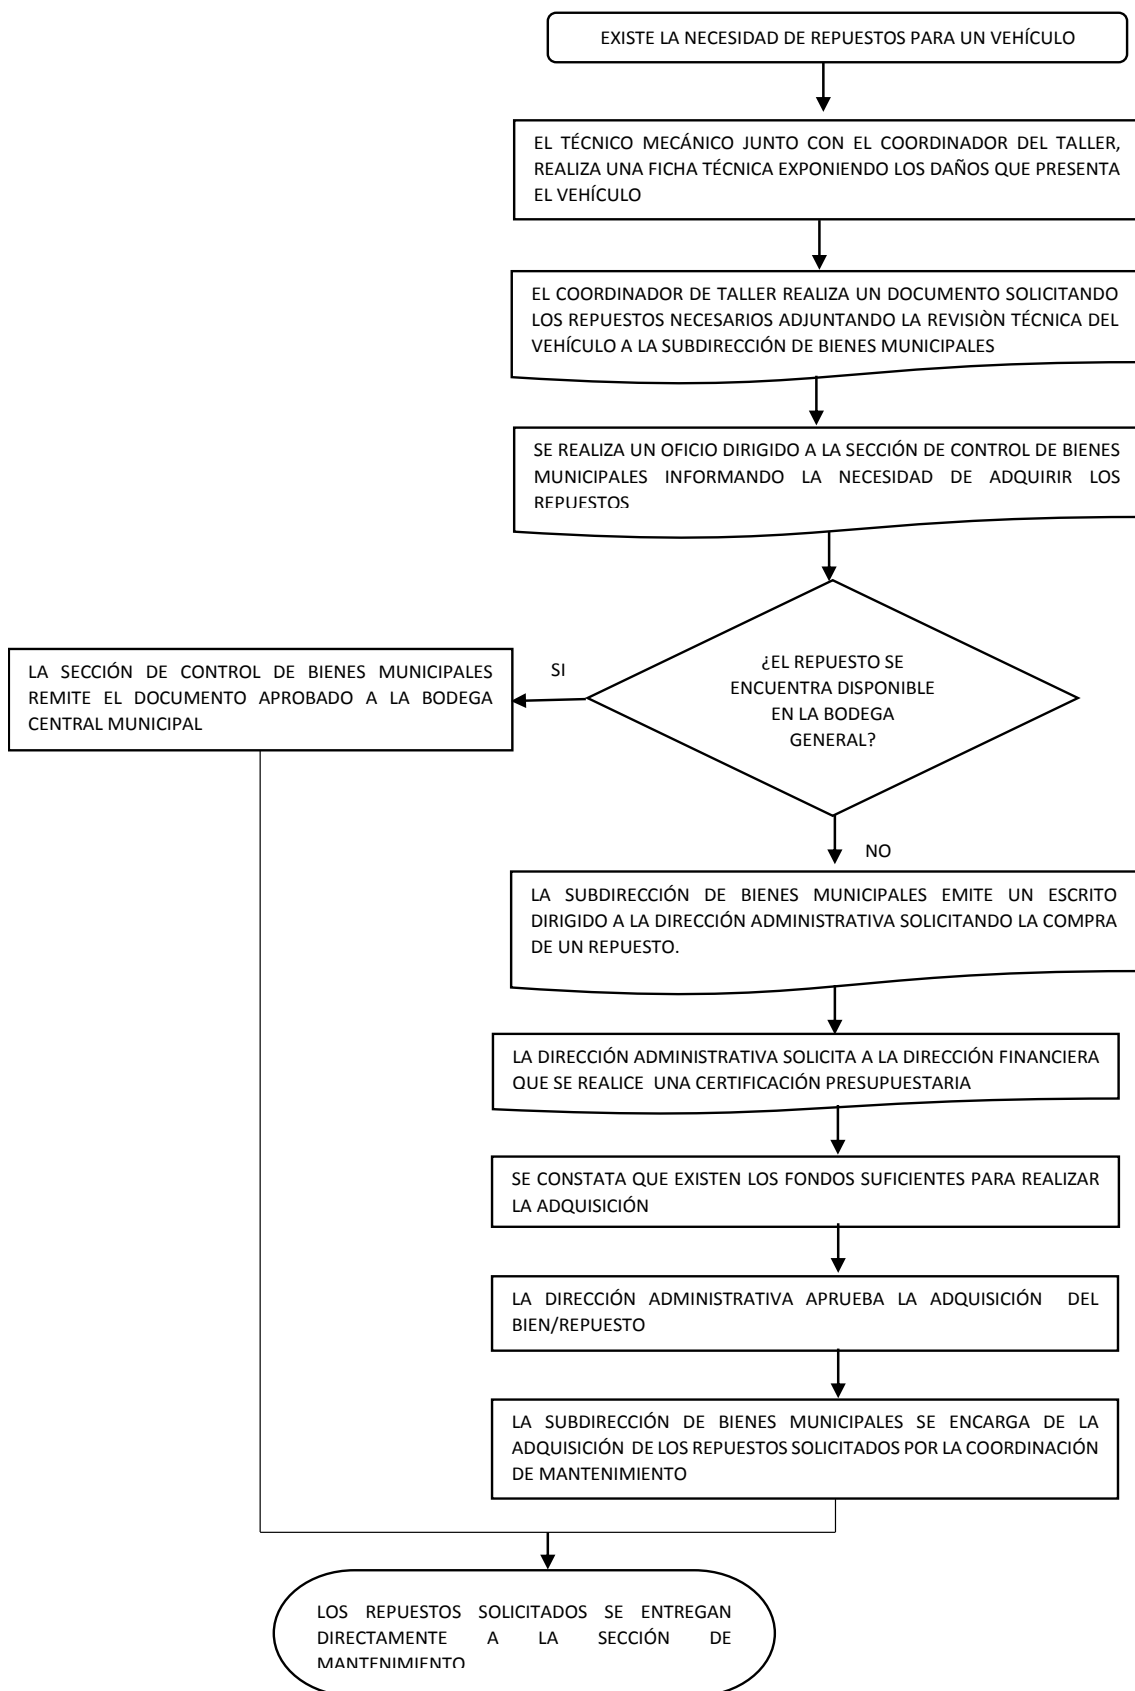 EXISTE LA NECESIDAD DE REPUESTOS PARA UN VEHÍCULO
EL TÉCNICO MECÁNICO JUNTO CON EL COORDINADOR DEL TALLER,
REALIZA UNA FICHA TÉCNICA EXPONIENDO LOS DAÑOS QUE PRESENTA
EL VEHÍCULO
EL COORDINADOR DE TALLER REALIZA UN DOCUMENTO SOLICITANDO
LOS REPUESTOS NECESARIOS ADJUNTANDO LA REVISIÒN TÉCNICA DEL
VEHÍCULO A LA SUBDIRECCIÓN DE BIENES MUNICIPALES
SE REALIZA UN OFICIO DIRIGIDO A LA SECCIÓN DE CONTROL DE BIENES
MUNICIPALES INFORMANDO LA NECESIDAD DE ADQUIRIR LOS
REPUESTOS
¿EL REPUESTO SE
ENCUENTRA DISPONIBLE
EN LA BODEGA
GENERAL?
SI
LA SECCIÓN DE CONTROL DE BIENES MUNICIPALES
REMITE EL DOCUMENTO APROBADO A LA BODEGA
CENTRAL MUNICIPAL
NO
LA SUBDIRECCIÓN DE BIENES MUNICIPALES EMITE UN ESCRITO
DIRIGIDO A LA DIRECCIÓN ADMINISTRATIVA SOLICITANDO LA COMPRA
DE UN REPUESTO.
LA DIRECCIÓN ADMINISTRATIVA SOLICITA A LA DIRECCIÓN FINANCIERA
QUE SE REALICE UNA CERTIFICACIÓN PRESUPUESTARIA
SE CONSTATA QUE EXISTEN LOS FONDOS SUFICIENTES PARA REALIZAR
LA ADQUISICIÓN
LA DIRECCIÓN ADMINISTRATIVA APRUEBA LA ADQUISICIÓN DEL
BIEN/REPUESTO
LA SUBDIRECCIÓN DE BIENES MUNICIPALES SE ENCARGA DE LA
ADQUISICIÓN DE LOS REPUESTOS SOLICITADOS POR LA COORDINACIÓN
DE MANTENIMIENTO
LOS REPUESTOS SOLICITADOS SE ENTREGAN
DIRECTAMENTE A LA SECCIÓN DE
MANTENIMIENTO